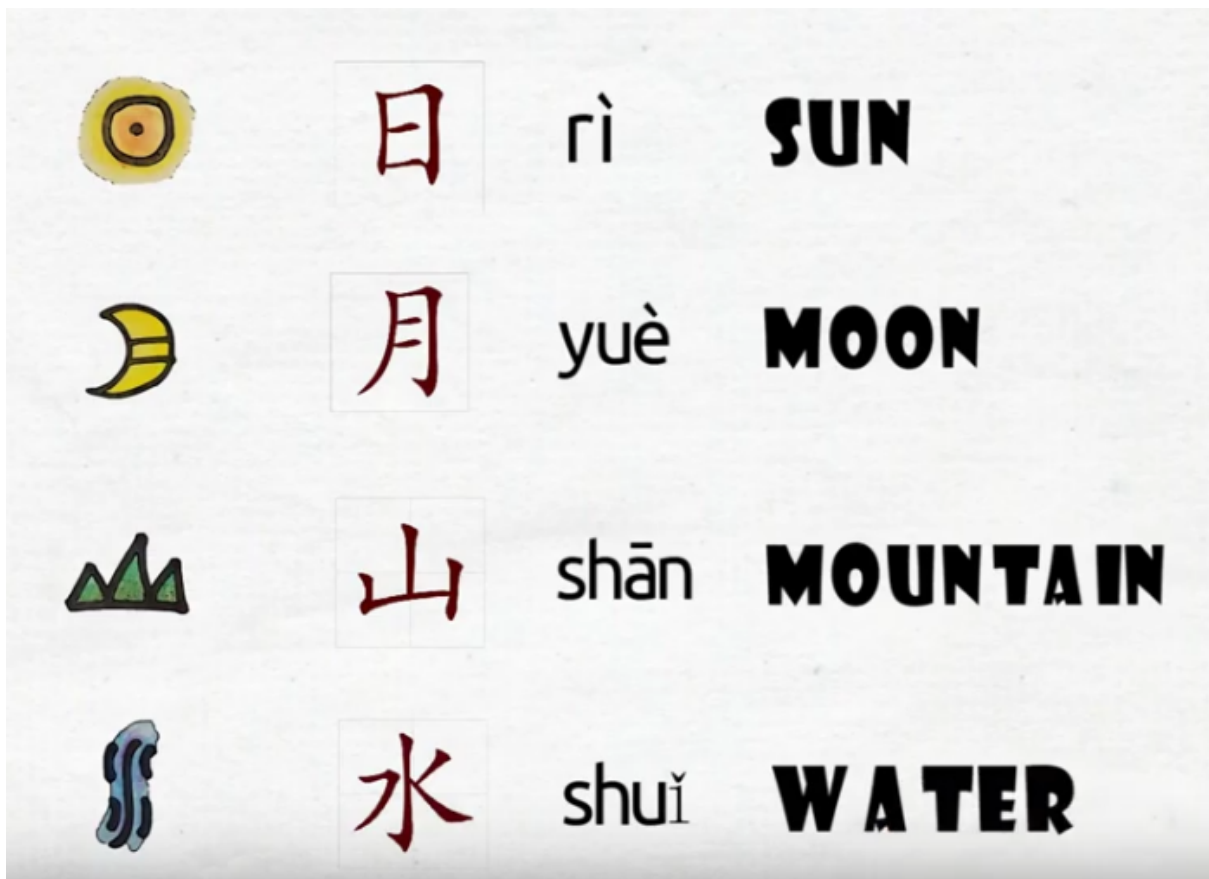 日 rì SUN
月 yuè MOON
山 shān MOUNTAIN
水 shuǐ WATER